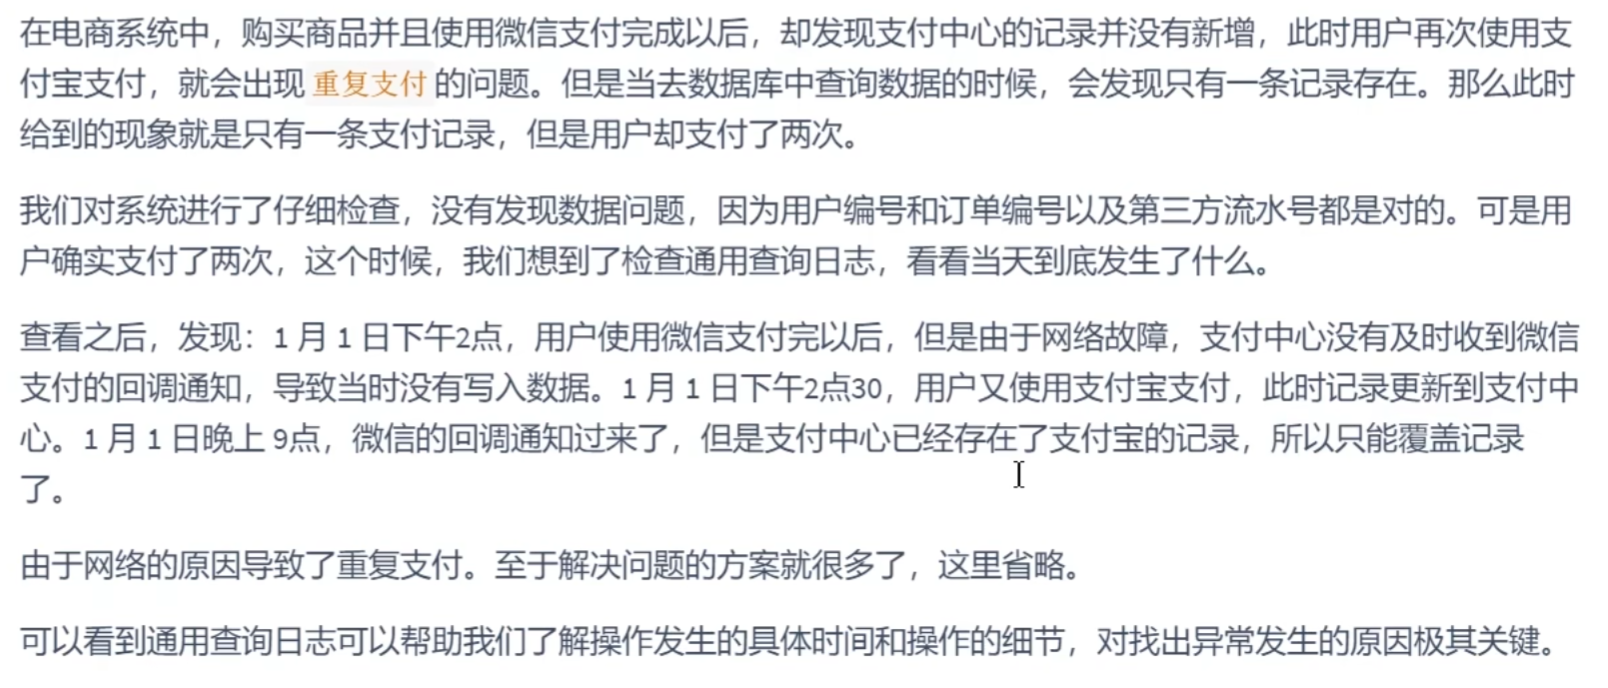 在电商系统中，购买商品并且使用微信支付完成以后，却发现支付中心的记录并没有新增，此时用户再次使用支
付宝支付，就会出现 重复支付 的问题。但是当去数据库中查询数据的时候，会发现只有一条记录存在。那么此时
给到的现象就是只有一条支付记录，但是用户却支付了两次。
我们对系统进行了仔细检查，没有发现数据问题，因为用户编号和订单编号以及第三方流水号都是对的。可是用
户确实支付了两次，这个时候，我们想到了检查通用查询日志，看看当天到底发生了什么。
查看之后，发现：1 月 1 日下午2点，用户使用微信支付完以后，但是由于网络故障，支付中心没有及时收到微信
支付的回调通知，导致当时没有写入数据。1 月 1 日下午2点30，用户又使用支付宝支付，此时记录更新到支付中
心。1 月 1 日晚上 9点，微信的回调通知过来了，但是支付中心已经存在了支付宝的记录，所以只能覆盖记录
了。
由于网络的原因导致了重复支付。至于解决问题的方案就很多了，这里省略。
可以看到通用查询日志可以帮助我们了解操作发生的具体时间和操作的细节，对找出异常发生的原因极其关键。